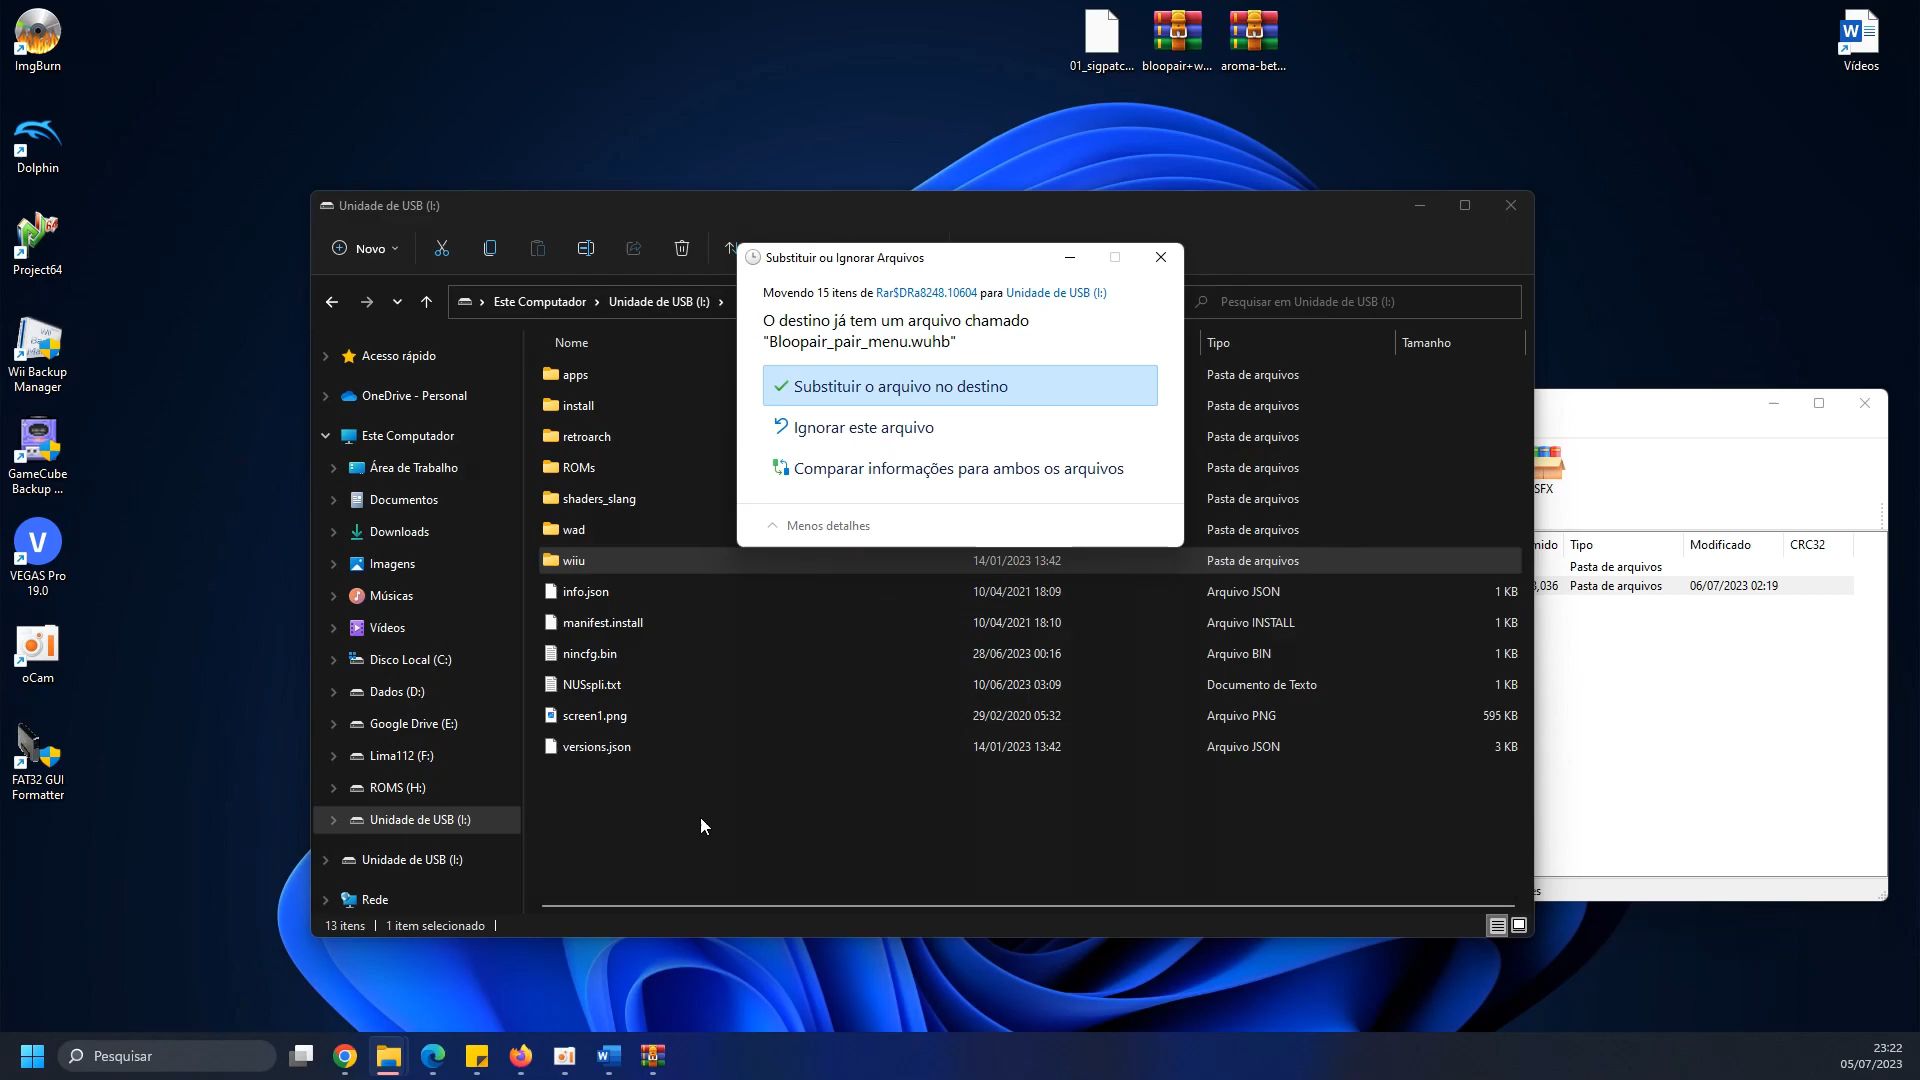 ImgBurn
Dolphin
Project64
Wii Backup
Manager
GameCube
Backup ...
V
VEGAS Pro
19.0
oCam
FAT32 GUI
Formatter
01_sigpatc...
bloopair+w...
aroma-bet...
Vídeos
Unidade de USB (I:)
Novo
Este Computador
Unidade de USB (I:)
Pesquisar em Unidade de USB (I:)
Acesso rápido
OneDrive - Personal
Este Computador
Área de Trabalho
Documentos
Downloads
Imagens
Músicas
Vídeos
Disco Local (C:)
Dados (D:)
Google Drive (E:)
Lima112 (F:)
ROMS (H:)
Unidade de USB (I:)
Unidade de USB (I:)
Rede
Nome Tipo Tamanho
apps Pasta de arquivos
install Pasta de arquivos
retroarch Pasta de arquivos
ROMs Pasta de arquivos
shaders_slang Pasta de arquivos
wad Pasta de arquivos
wiiu 14/01/2023 13:42 Pasta de arquivos
info.json 10/04/2021 18:09 Arquivo JSON 1 KB
manifest.install 10/04/2021 18:10 Arquivo INSTALL 1 KB
nincfg.bin 28/06/2023 00:16 Arquivo BIN 1 KB
NUSspli.txt 10/06/2023 03:09 Documento de Texto 1 KB
screen1.png 29/02/2020 05:32 Arquivo PNG 595 KB
versions.json 14/01/2023 13:42 Arquivo JSON 3 KB
13 itens 1 item selecionado
Substituir ou Ignorar Arquivos
Movendo 15 itens de Rar$DRa8248.10604 para Unidade de USB (I:)
O destino já tem um arquivo chamado
"Bloopair_pair_menu.wuhb"
Substituir o arquivo no destino
Ignorar este arquivo
Comparar informações para ambos os arquivos
Menos detalhes
SFX
Tipo Modificado CRC32
Pasta de arquivos
Pasta de arquivos 06/07/2023 02:19
Pesquisar
23:22
05/07/2023